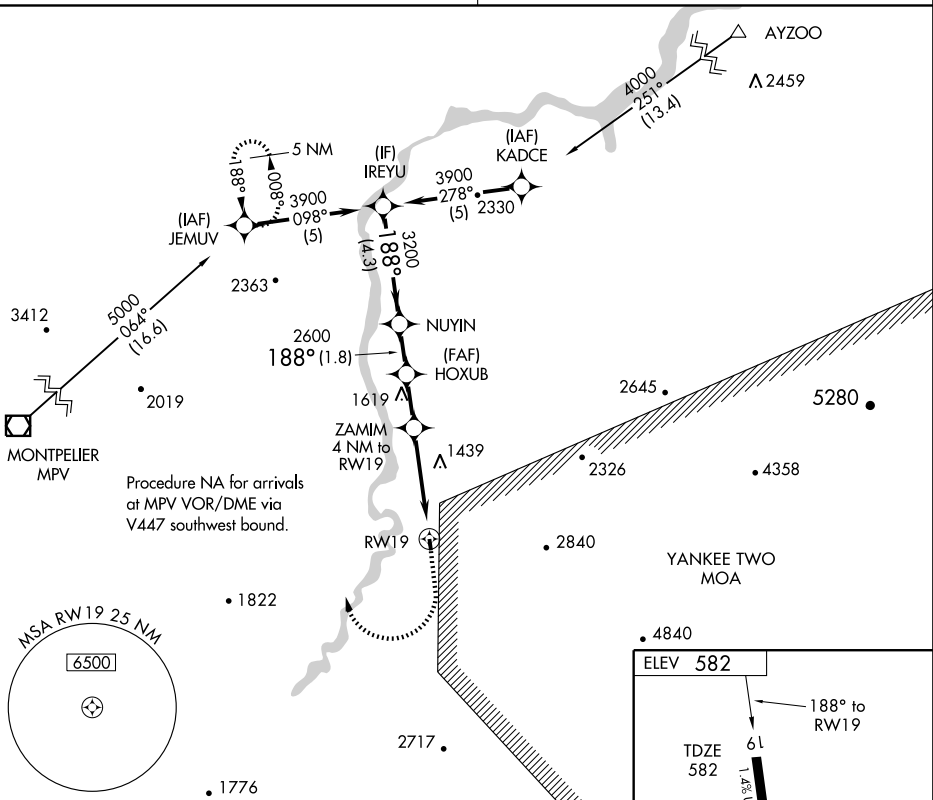 AYZOO
2459
4000
251°
(13.4)
(IAF)
KADCE
5 NM
188°
008°
(IF)
IREYU
3900
278°
(5)
2330
3900
098°
(5)
(IAF)
JEMUV
3200
188°
(4.3)
2363
5000
064°
(16.6)
3412
NUYIN
2600
188° (1.8)
(FAF)
HOXUB
2019
1619
2645
5280
ZAMIM
4 NM to
RW19
1439
MONTPELIER
MPV
2326
4358
Procedure NA for arrivals
at MPV VOR/DME via
V447 southwest bound.
RW19
2840
YANKEE TWO
MOA
1822
MSA RW19 25 NM
6500
4840
ELEV 582
188° to
RW19
19
TDZE
582
1.4%
2717
1776